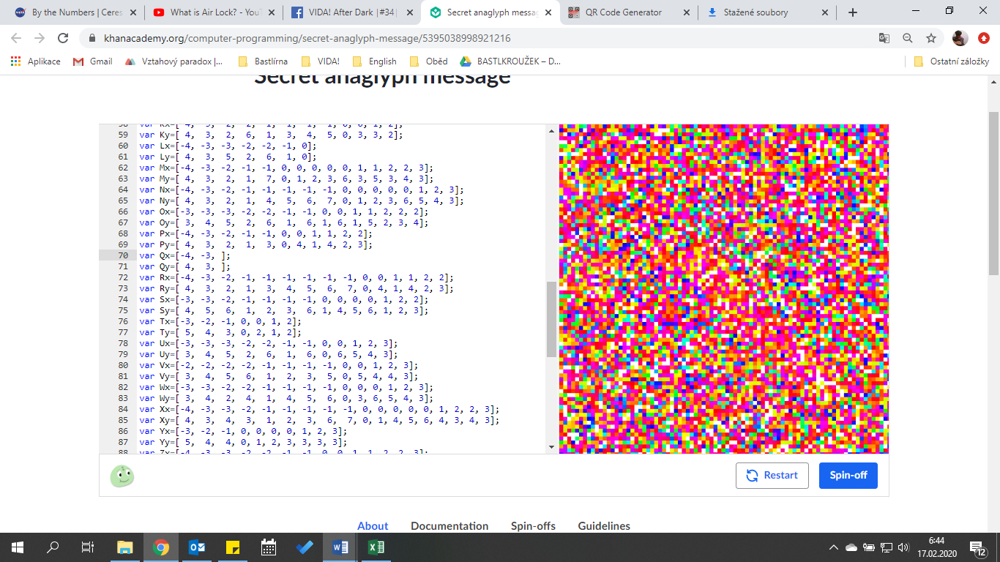 By the Numbers | Ceres
What is Air Lock? - You
VIDA! After Dark |#34|
Secret anaglyph messag
QR Code Generator
Stažené soubory
khanacademy.org/computer-programming/secret-anaglyph-message/5395038998921216
Aplikace
Gmail
Vztahový paradox |...
Bastlírna
VIDA!
English
Oběd
BASTLKROUŽEK – D...
Ostatní záložky
Secret anaglyph message
59 var Ky=[ 4, 3, 2, 6, 1, 3, 4, 5, 0, 3, 3, 2];
60 var Lx=[-4, -3, -3, -2, -2, -1, 0];
61 var Ly=[ 4, 3, 5, 2, 6, 1, 0];
62 var Mx=[-4, -3, -2, -1, -1, 0, 0, 0, 0, 0, 1, 1, 2, 2, 3];
63 var My=[ 4, 3, 2, 1, 7, 0, 1, 2, 3, 6, 3, 5, 3, 4, 3];
64 var Nx=[-4, -3, -2, -1, -1, -1, -1, -1, 0, 0, 0, 0, 0, 1, 2, 3];
65 var Ny=[ 4, 3, 2, 1, 4, 5, 6, 7, 0, 1, 2, 3, 6, 5, 4, 3];
66 var Ox=[-3, -3, -3, -2, -2, -1, -1, 0, 0, 1, 1, 2, 2, 2];
67 var Oy=[ 3, 4, 5, 2, 6, 1, 6, 1, 6, 1, 5, 2, 3, 4];
68 var Px=[-4, -3, -2, -1, -1, 0, 0, 1, 1, 2, 2];
69 var Py=[ 4, 3, 2, 1, 3, 0, 4, 1, 4, 2, 3];
70 var Qx=[-4, -3, ];
71 var Qy=[ 4, 3, ];
72 var Rx=[-4, -3, -2, -1, -1, -1, -1, -1, -1, 0, 0, 1, 1, 2, 2];
73 var Ry=[ 4, 3, 2, 1, 3, 4, 5, 6, 7, 0, 4, 1, 4, 2, 3];
74 var Sx=[-3, -3, -2, -1, -1, -1, -1, 0, 0, 0, 0, 1, 2, 2];
75 var Sy=[ 4, 5, 6, 1, 2, 3, 6, 1, 4, 5, 6, 1, 2, 3];
76 var Tx=[-3, -2, -1, 0, 0, 1, 2];
77 var Ty=[ 5, 4, 3, 0, 2, 1, 2];
78 var Ux=[-3, -3, -3, -2, -2, -1, -1, 0, 0, 1, 2, 3];
79 var Uy=[ 3, 4, 5, 2, 6, 1, 6, 0, 6, 5, 4, 3];
80 var Vx=[-2, -2, -2, -2, -1, -1, -1, -1, 0, 0, 1, 2, 3];
81 var Vy=[ 3, 4, 5, 6, 1, 2, 3, 5, 0, 5, 4, 4, 3];
82 var Wx=[-3, -3, -2, -2, -1, -1, -1, -1, 0, 0, 0, 1, 2, 3];
83 var Wy=[ 3, 4, 2, 4, 1, 4, 5, 6, 0, 3, 6, 5, 4, 3];
84 var Xx=[-4, -3, -3, -2, -1, -1, -1, -1, -1, 0, 0, 0, 0, 0, 1, 2, 2, 3];
85 var Xy=[ 4, 3, 4, 3, 1, 2, 3, 6, 7, 0, 1, 4, 5, 6, 4, 3, 4, 3];
86 var Yx=[-3, -2, -1, 0, 0, 0, 0, 1, 2, 3];
87 var Yy=[ 5, 4, 4, 0, 1, 2, 3, 3, 3, 3];
Restart
Spin-off
About
Documentation
Spin-offs
Guidelines
6:44
17.02.2020
12